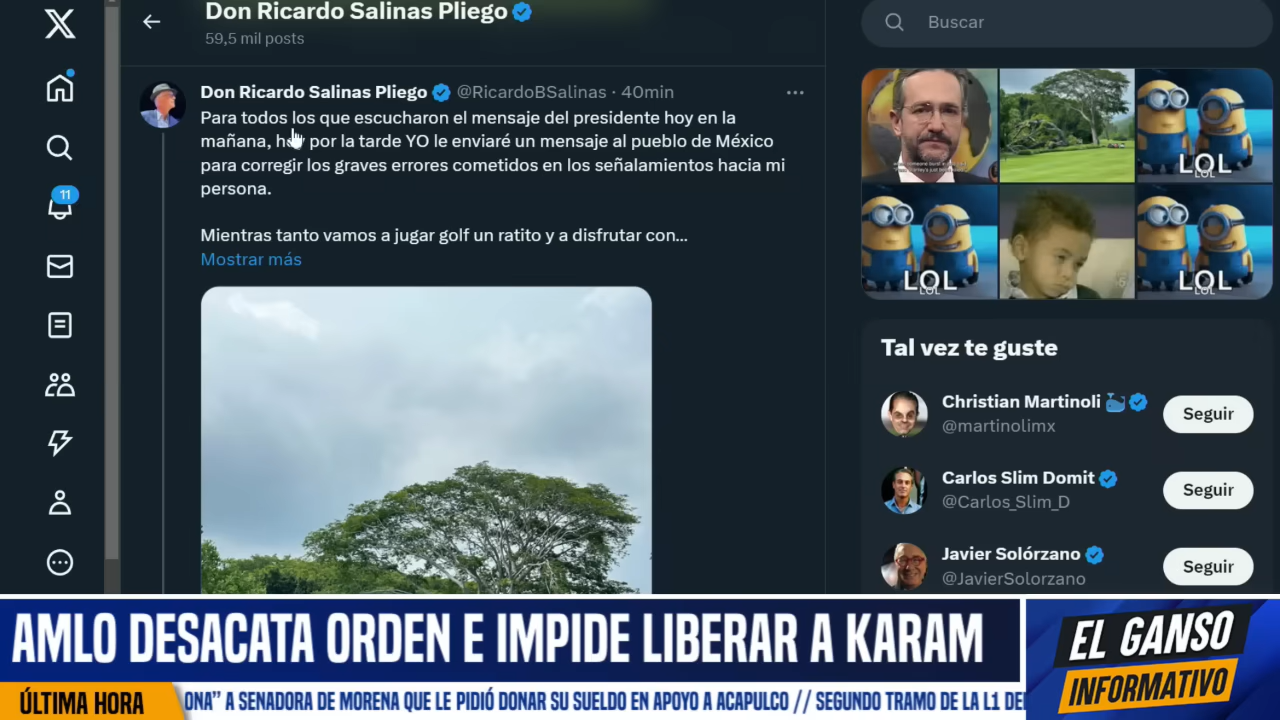 Don Ricardo Salinas Pliego
59,5 mil posts
Buscar
Don Ricardo Salinas Pliego @RicardoBSalinas · 40min
Para todos los que escucharon el mensaje del presidente hoy en la
mañana, hoy por la tarde YO le enviaré un mensaje al pueblo de México
para corregir los graves errores cometidos en los señalamientos hacia mi
persona.
Mientras tanto vamos a jugar golf un ratito y a disfrutar con...
Mostrar más
11
LOL
LOL
LOL
LOL
LOL
LOL
Tal vez te guste
Christian Martinoli
@martinolimx
Seguir
Carlos Slim Domit
@Carlos_Slim_D
Seguir
Javier Solórzano
@JavierSolorzano
Seguir
AMLO DESACATA ORDEN E IMPIDE LIBERAR A KARAM
EL GANSO
INFORMATIVO
ÚLTIMA HORA
ONA” A SENADORA DE MORENA QUE LE PIDIÓ DONAR SU SUELDO EN APOYO A ACAPULCO // SEGUNDO TRAMO DE LA L1 DE